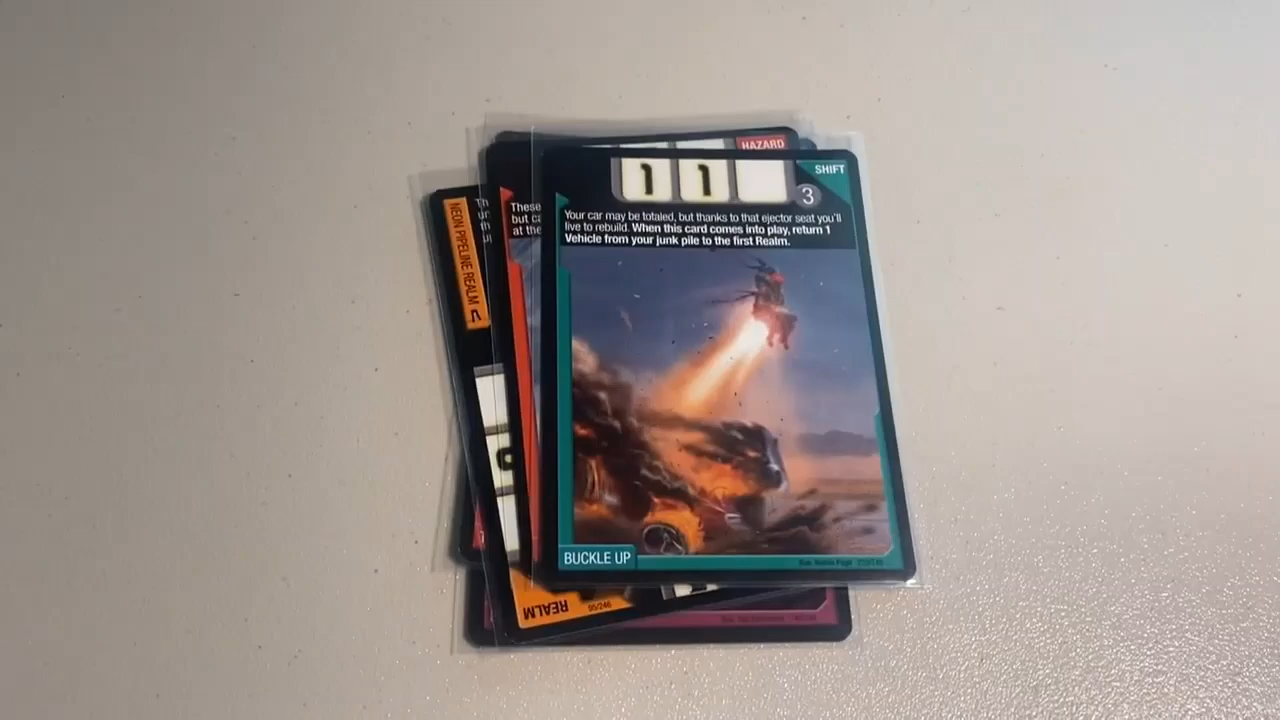 HAZARD
SHIFT
1 1
3
Your car may be totaled, but thanks to that ejector seat you'll
live to rebuild. When this card comes into play, return 1
Vehicle from your junk pile to the first Realm.
BUCKLE UP
These
but
at the
NEON PIPELINE REALM
REALM
95/246